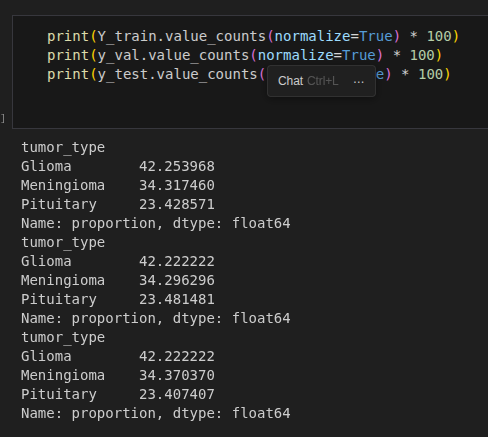 print(Y_train.value_counts(normalize=True) * 100)
print(y_val.value_counts(normalize=True) * 100)
print(y_test.value_counts( e) * 100)
Chat Ctrl+L ...
]
tumor_type
Glioma 42.253968
Meningioma 34.317460
Pituitary 23.428571
Name: proportion, dtype: float64
tumor_type
Glioma 42.222222
Meningioma 34.296296
Pituitary 23.481481
Name: proportion, dtype: float64
tumor_type
Glioma 42.222222
Meningioma 34.370370
Pituitary 23.407407
Name: proportion, dtype: float64